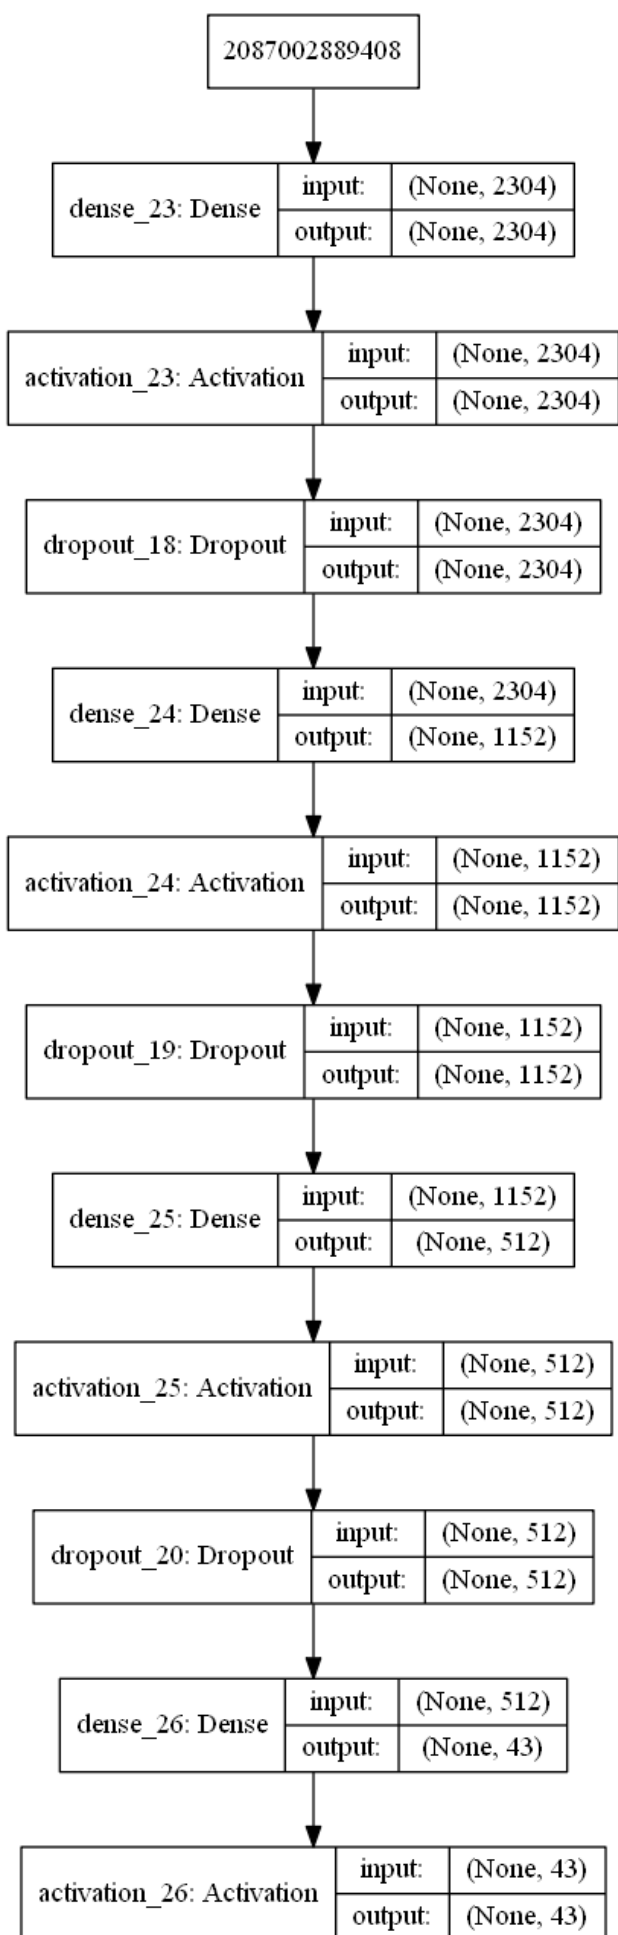 2087002889408
dense_23: Dense
input: (None, 2304)
output: (None, 2304)
activation_23: Activation
input: (None, 2304)
output: (None, 2304)
dropout_18: Dropout
input: (None, 2304)
output: (None, 2304)
dense_24: Dense
input: (None, 2304)
output: (None, 1152)
activation_24: Activation
input: (None, 1152)
output: (None, 1152)
dropout_19: Dropout
input: (None, 1152)
output: (None, 1152)
dense_25: Dense
input: (None, 1152)
output: (None, 512)
activation_25: Activation
input: (None, 512)
output: (None, 512)
dropout_20: Dropout
input: (None, 512)
output: (None, 512)
dense_26: Dense
input: (None, 512)
output: (None, 43)
activation_26: Activation
input: (None, 43)
output: (None, 43)